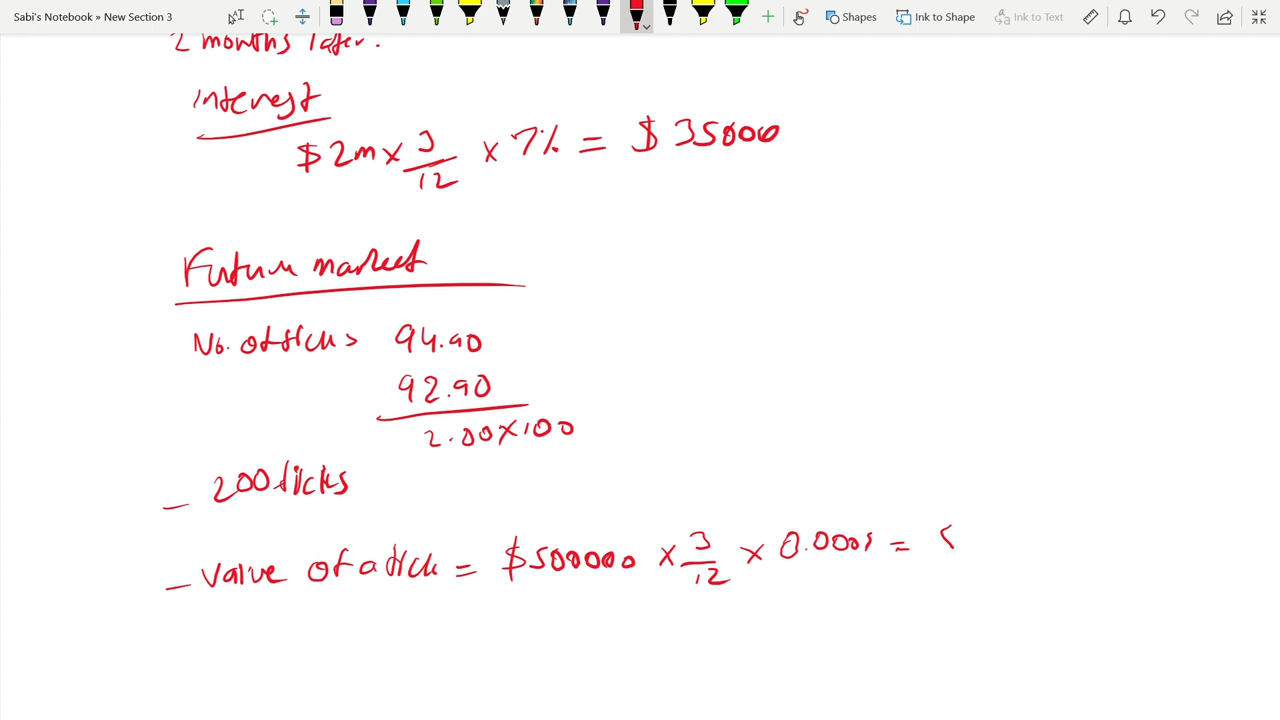 Sabi's Notebook » New Section 3
Shapes
Ink to Shape
Ink to Text
2 months later.
Interest
$2m × 3/12 × 7% = $35000
Future market
No. of ticks 94.90
92.90
2.00×100
- 200 ticks
- Value of a tick = $500000 × 3/12 × 0.0001 =